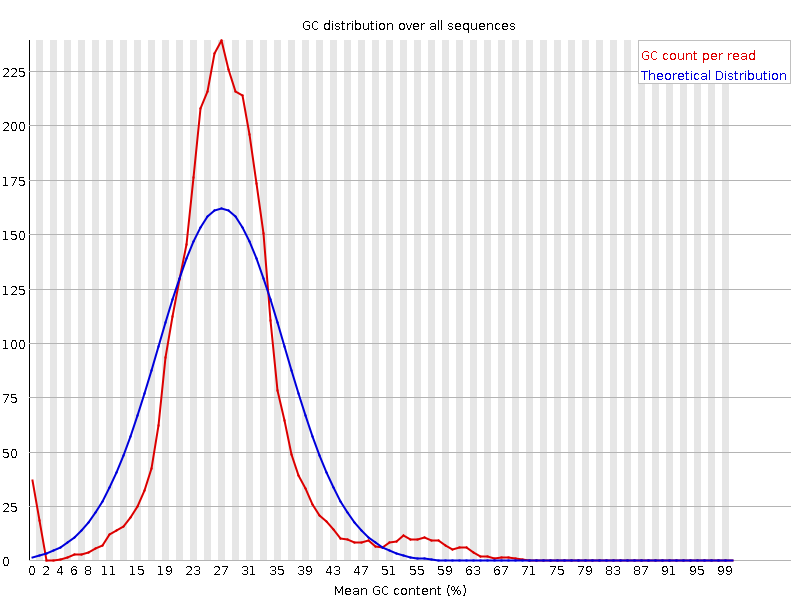 GC distribution over all sequences
GC count per read
Theoretical Distribution
225
200
175
150
125
100
75
50
25
0
0 2 4 6 8 11 15 19 23 27 31 35 39 43 47 51 55 59 63 67 71 75 79 83 87 91 95 99
Mean GC content (%)